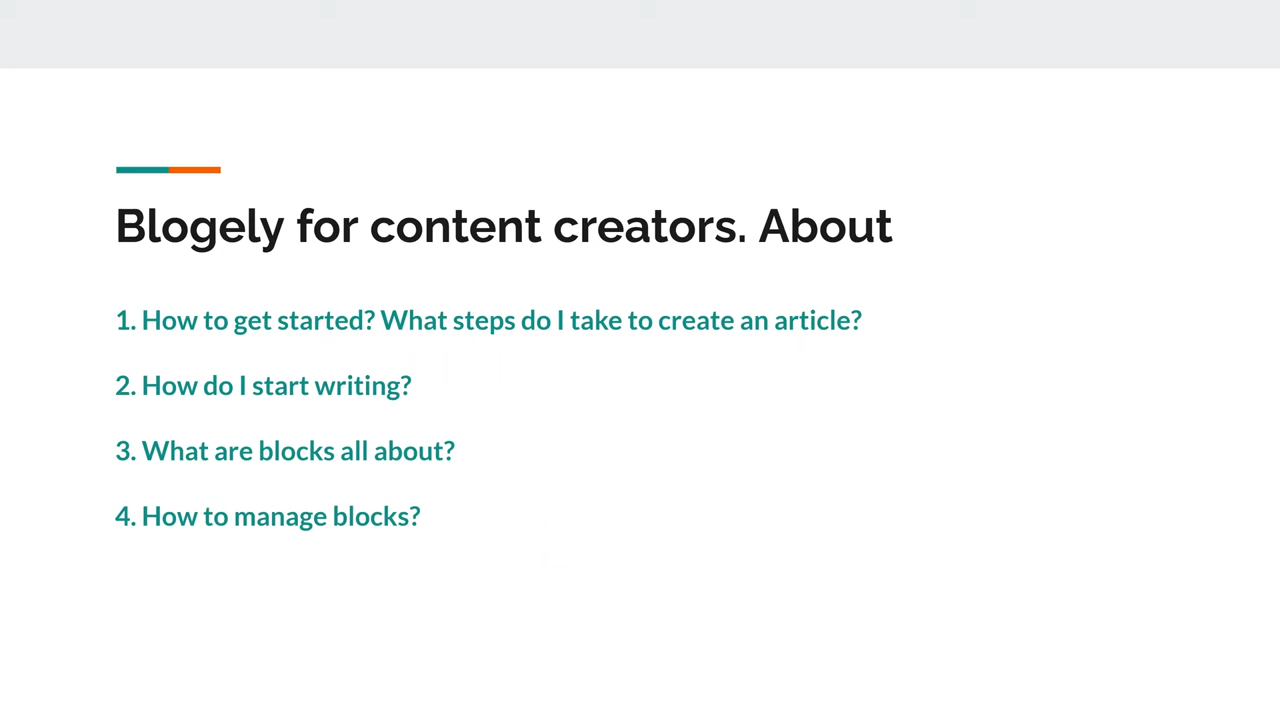 Blogely for content creators. About
1. How to get started? What steps do I take to create an article?
2. How do I start writing?
3. What are blocks all about?
4. How to manage blocks?